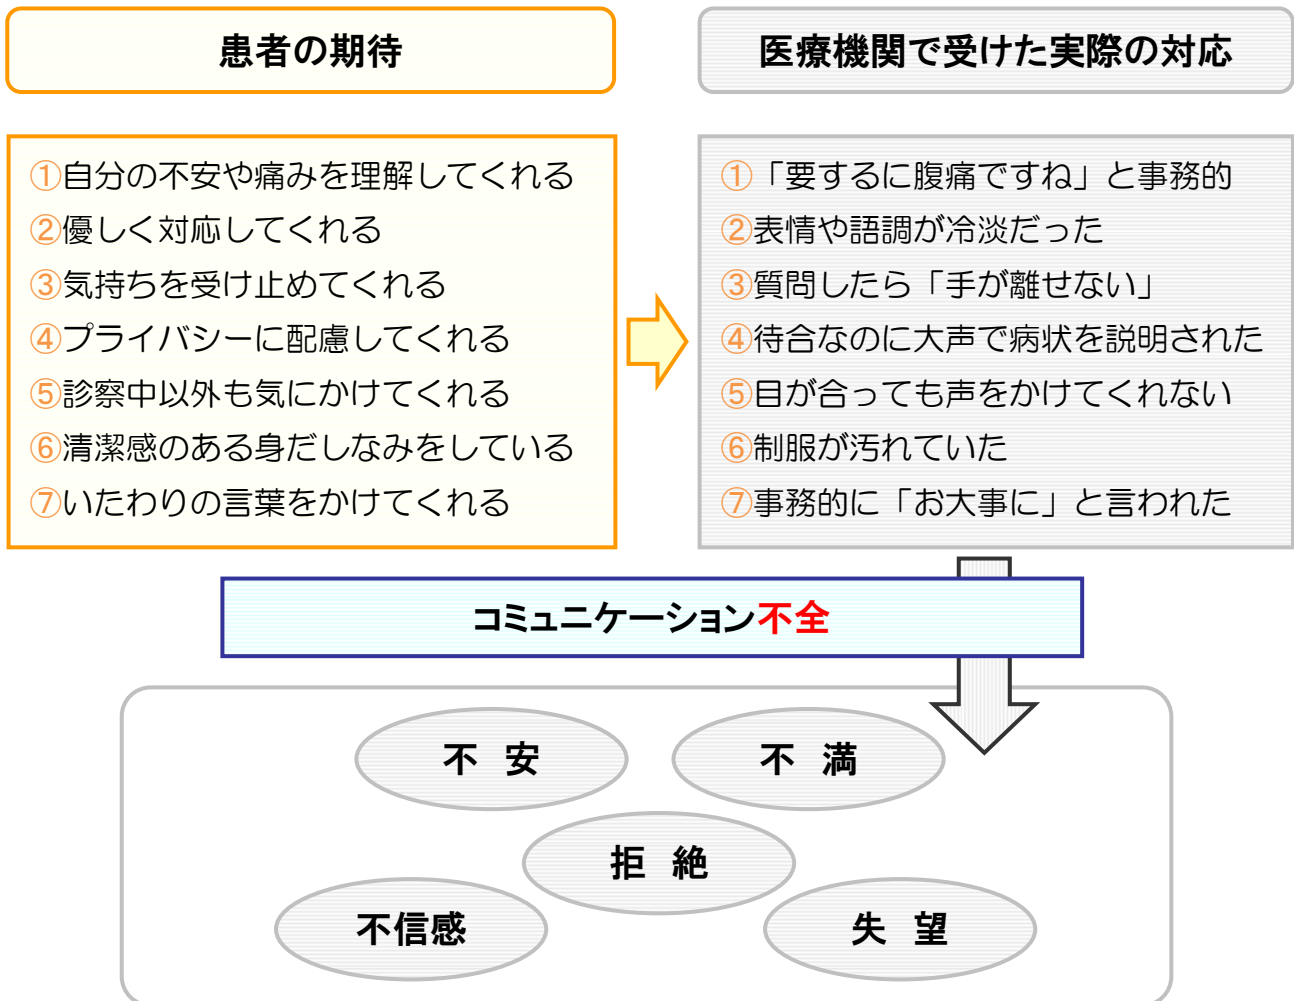 患者の期待
医療機関で受けた実際の対応
①自分の不安や痛みを理解してくれる
②優しく対応してくれる
③気持ちを受け止めてくれる
④プライバシーに配慮してくれる
⑤診察中以外も気にかけてくれる
⑥清潔感のある身だしなみをしている
⑦いたわりの言葉をかけてくれる
①「要するに腹痛ですね」と事務的
②表情や語調が冷淡だった
③質問したら「手が離せない」
④待合なのに大声で病状を説明された
⑤目が合っても声をかけてくれない
⑥制服が汚れていた
⑦事務的に「お大事に」と言われた
コミュニケーション不全
不 安
不 満
拒 絶
不信感
失 望